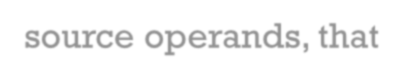 source operands, that